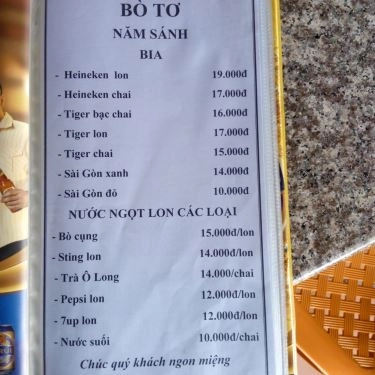 BÒ TƠ
NĂM SÁNH
BIA
- Heineken lon 19.000đ
- Heineken chai 17.000đ
- Tiger bạc chai 16.000đ
- Tiger lon 17.000đ
- Tiger chai 15.000đ
- Sài Gòn xanh 14.000đ
- Sài Gòn đỏ 10.000đ
NƯỚC NGỌT LON CÁC LOẠI
- Bò cụng 15.000đ/lon
- Sting lon 14.000đ/lon
- Trà Ô Long 14.000/chai
- Pepsi lon 12.000đ/lon
- 7up lon 12.000đ/lon
- Nước suối 10.000đ/chai
Chúc quý khách ngon miệng